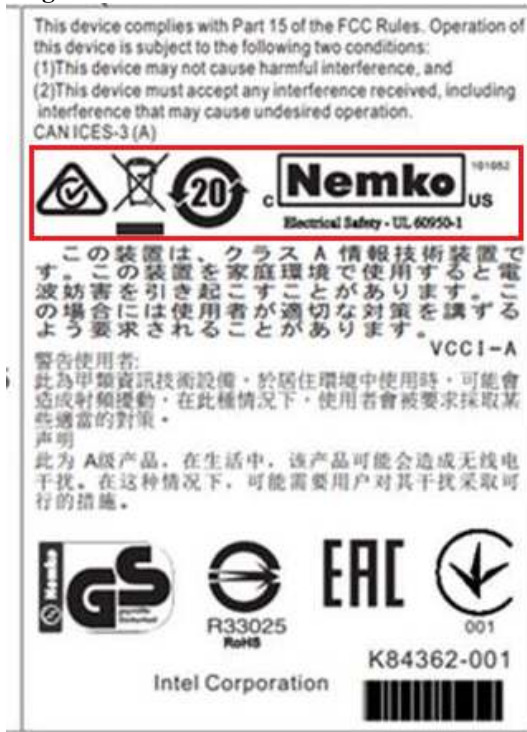 This device complies with Part 15 of the FCC Rules. Operation of
this device is subject to the following two conditions:
(1)This device may not cause harmful interference, and
(2)This device must accept any interference received, including
interference that may cause undesired operation.
CAN ICES-3 (A)
20
c Nemko US
101052
Electrical Safety - UL 60950-1
この装置は、クラス A 情報技術装置で
す。この装置を家庭環境で使用すると電
波妨害を引き起こすことがあります。こ
の場合には使用者が適切な対策を講ずる
よう要求されることがあります。
VCCI-A
警告使用者:
此為甲類資訊技術設備，於居住環境中使用時，可能會
造成射頻擾動，在此種情況下，使用者會被要求採取某
些適當的對策。
声明
此为 A级产品，在生活中，该产品可能会造成无线电
干扰。在这种情况下，可能需要用户对其干扰采取可
行的措施。
Nemko
GS
geprüfte
Sicherheit
R33025
RoHS
EAC
001
K84362-001
Intel Corporation